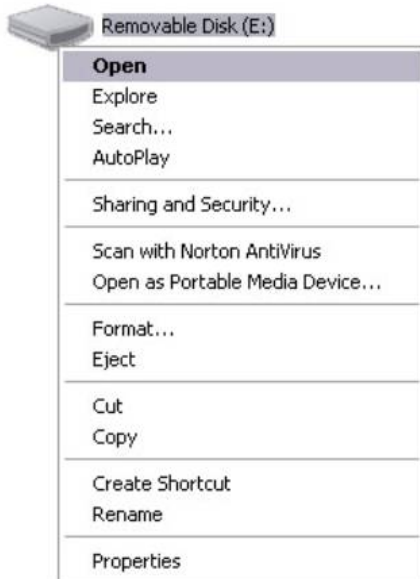 Removable Disk (E:)
Open
Explore
Search...
AutoPlay
Sharing and Security...
Scan with Norton AntiVirus
Open as Portable Media Device...
Format...
Eject
Cut
Copy
Create Shortcut
Rename
Properties